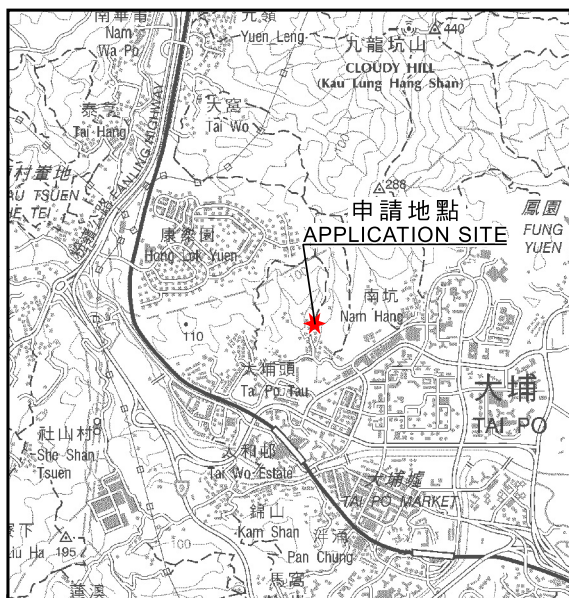 南華莆
Nam
Wa Po
元嶺
Yuen Leng
九龍坑山
440
CLOUDY HILL
(Kau Lung Hang Shan)
泰亨
Tai Hang
大窩
Tai Wo
FANLING HIGHWAY
288
申請地點
APPLICATION SITE
鳳園
FUNG
YUEN
康樂園
Hong Lok Yuen
南坑
Nam Hang
110
大埔頭
Ta Po Tau
大埔
TAI PO
社山村
She Shan
Tsuen
太和邨
Tai Wo Estate
大埔墟
TAI PO MARKET
錦山
Kam Shan
泮涌
Pan Chung
195
馬窩